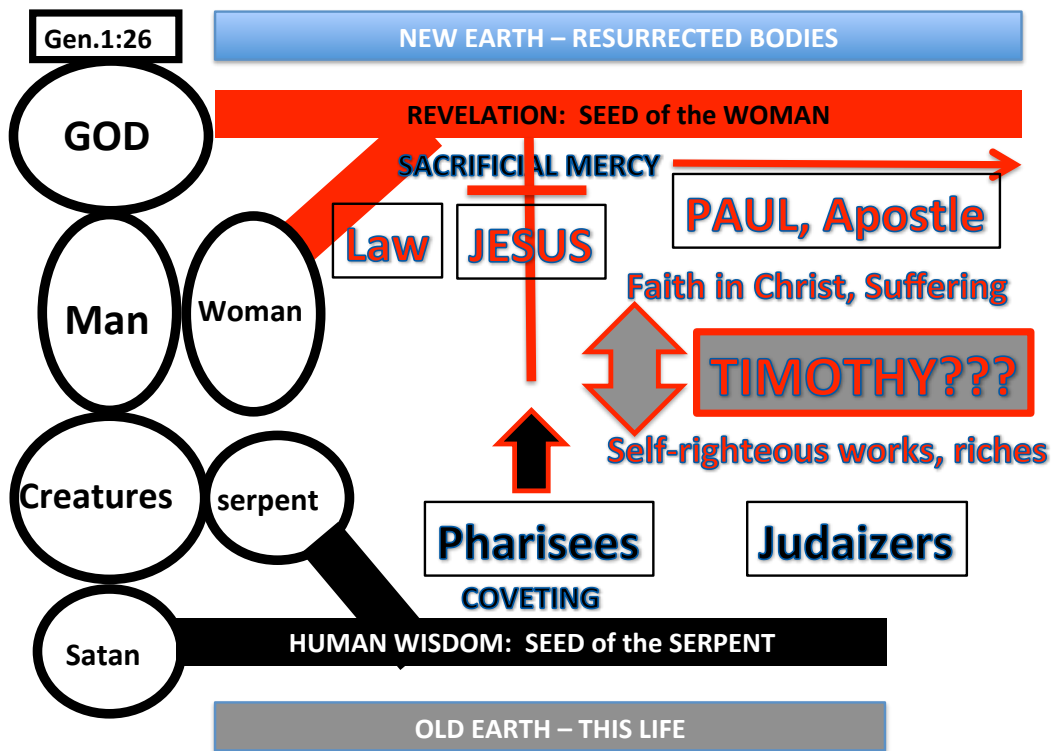 Gen.1:26
NEW EARTH – RESURRECTED BODIES
GOD
REVELATION: SEED of the WOMAN
SACRIFICIAL MERCY
Law
JESUS
PAUL, Apostle
Faith in Christ, Suffering
Man
Woman
TIMOTHY???
Self-righteous works, riches
Creatures
serpent
Pharisees
Judaizers
COVETING
Satan
HUMAN WISDOM: SEED of the SERPENT
OLD EARTH – THIS LIFE